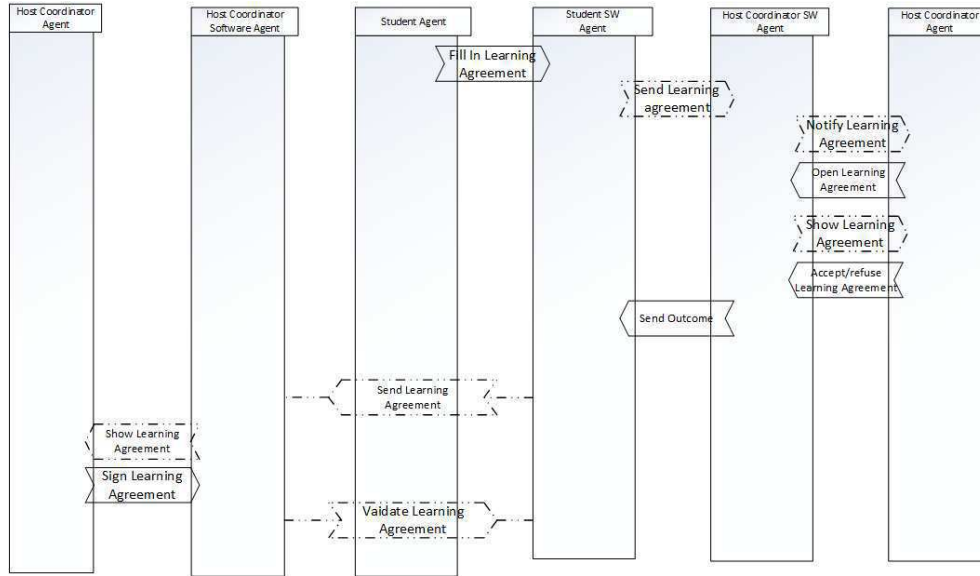 Host Coordinator
Agent
Host Coordinator
Software Agent
Student Agent
Student SW
Agent
Host Coordinator SW
Agent
Host Coordinator
Agent
Fill In Learning
Agreement
Send Learning
agreement
Notify Learning
Agreement
Open Learning
Agreement
Show Learning
Agreement
Accept/refuse
Learning Agreement
Send Outcome
Send Learning
Agreement
Show Learning
Agreement
Sign Learning
Agreement
Vaidate Learning
Agreement